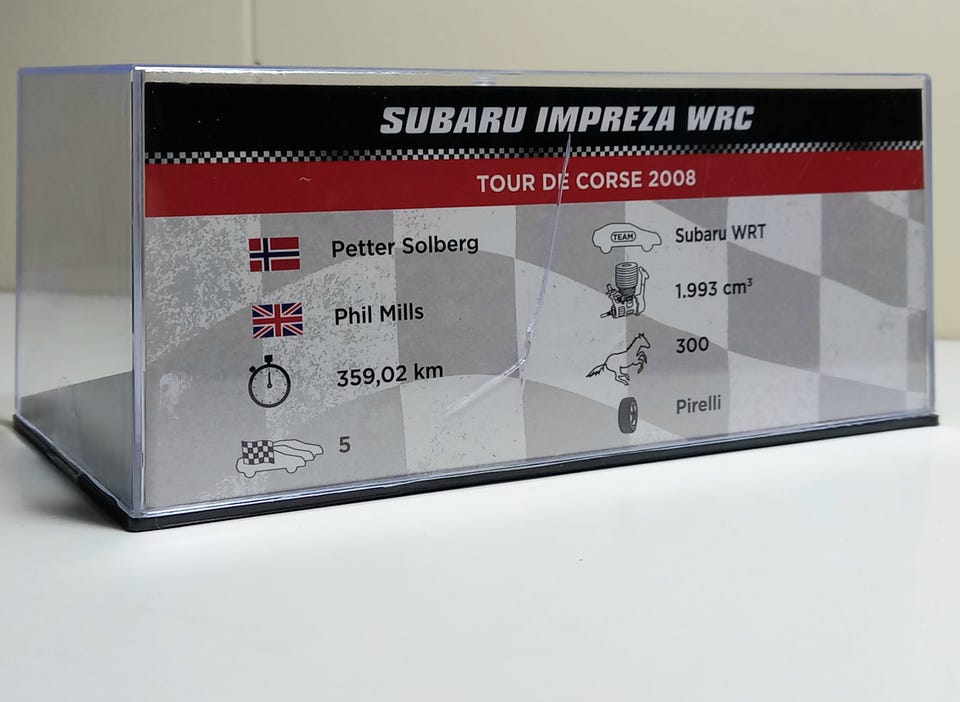 SUBARU IMPREZA WRC
TOUR DE CORSE 2008
Petter Solberg
Phil Mills
359,02 km
5
TEAM
Subaru WRT
1.993 cm³
300
Pirelli